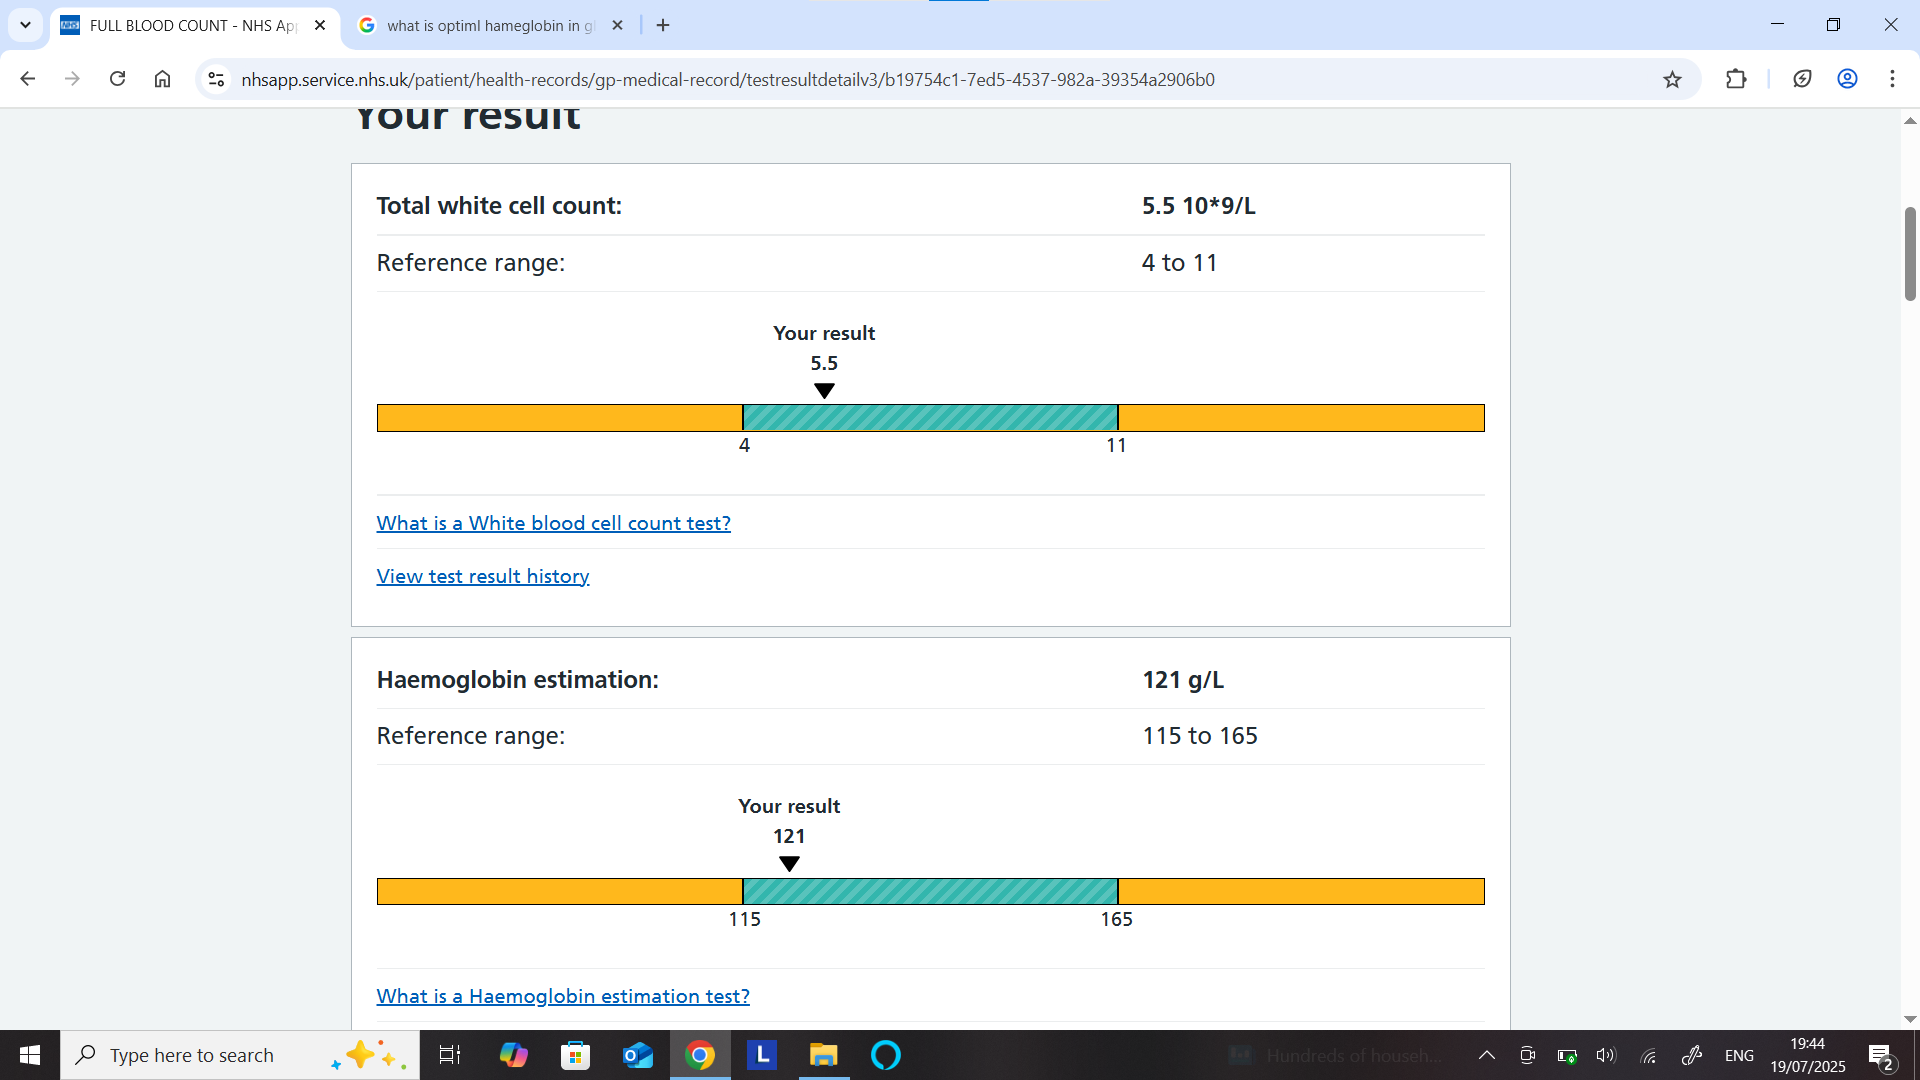 FULL BLOOD COUNT - NHS Ap
what is optiml hameglobin in g
nhsapp.service.nhs.uk/patient/health-records/gp-medical-record/testresultdetailv3/b19754c1-7ed5-4537-982a-39354a2906b0
Your result
Total white cell count: 5.5 10*9/L
Reference range: 4 to 11
Your result
5.5
4 11
What is a White blood cell count test?
View test result history
Haemoglobin estimation: 121 g/L
Reference range: 115 to 165
Your result
121
115 165
What is a Haemoglobin estimation test?
Type here to search
Hundreds of househ...
ENG
19:44
19/07/2025
2